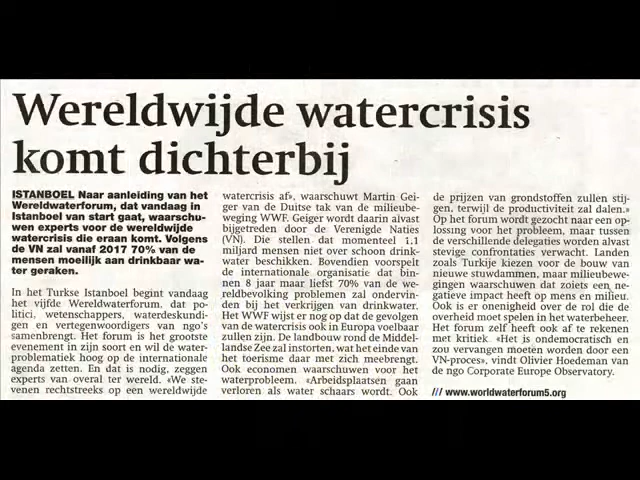 Wereldwijde watercrisis
komt dichterbij
ISTANBOEL Naar aanleiding van het
Wereldwaterforum, dat vandaag in
Istanboel van start gaat, waarschu-
wen experts voor de wereldwijde
watercrisis die eraan komt. Volgens
de VN zal vanaf 2017 70% van de
mensen moeilijk aan drinkbaar wa-
ter geraken.
In het Turkse Istanboel begint vandaag
het vijfde Wereldwaterforum, dat po-
litici, wetenschappers, waterdeskundi-
gen en vertegenwoordigers van ngo's
samenbrengt. Het forum is het grootste
evenement in zijn soort en wil de water-
problematiek hoog op de internationale
agenda zetten. En dat is nodig, zeggen
experts van overal ter wereld. «We ste-
venen rechtstreeks op een wereldwijde
watercrisis af», waarschuwt Martin Gei-
ger van de Duitse tak van de milieube-
weging WWF. Geiger wordt daarin alvast
bijgetreden door de Verenigde Naties
(VN). Die stellen dat momenteel 1,1
miljard mensen niet over schoon drink-
water beschikken. Bovendien voorspelt
de internationale organisatie dat bin-
nen 8 jaar maar liefst 70% van de we-
reldbevolking problemen zal ondervin-
den bij het verkrijgen van drinkwater.
Het WWF wijst er nog op dat de gevolgen
van de watercrisis ook in Europa voelbaar
zullen zijn. De landbouw rond de Middel-
landse Zee zal instorten, wat het einde van
het toerisme daar met zich meebrengt.
Ook economen waarschuwen voor het
waterprobleem. «Arbeidsplaatsen gaan
verloren als water schaars wordt. Ook
de prijzen van grondstoffen zullen stij-
gen, terwijl de productiviteit zal dalen.»
Op het forum wordt gezocht naar een op-
lossing voor het probleem, maar tussen
de verschillende delegaties worden alvast
stevige confrontaties verwacht. Landen
zoals Turkije kiezen voor de bouw van
nieuwe stuwdammen, maar milieubewe-
gingen waarschuwen dat zoiets een ne-
gatieve impact heeft op mens en milieu.
Ook is er onenigheid over de rol die de
overheid moet spelen in het waterbeheer.
Het forum zelf heeft ook af te rekenen
met kritiek. «Het is ondemocratisch en
zou vervangen moeten worden door een
VN-proces», vindt Olivier Hoedeman van
de ngo Corporate Europe Observatory.
/// www.worldwaterforum5.org